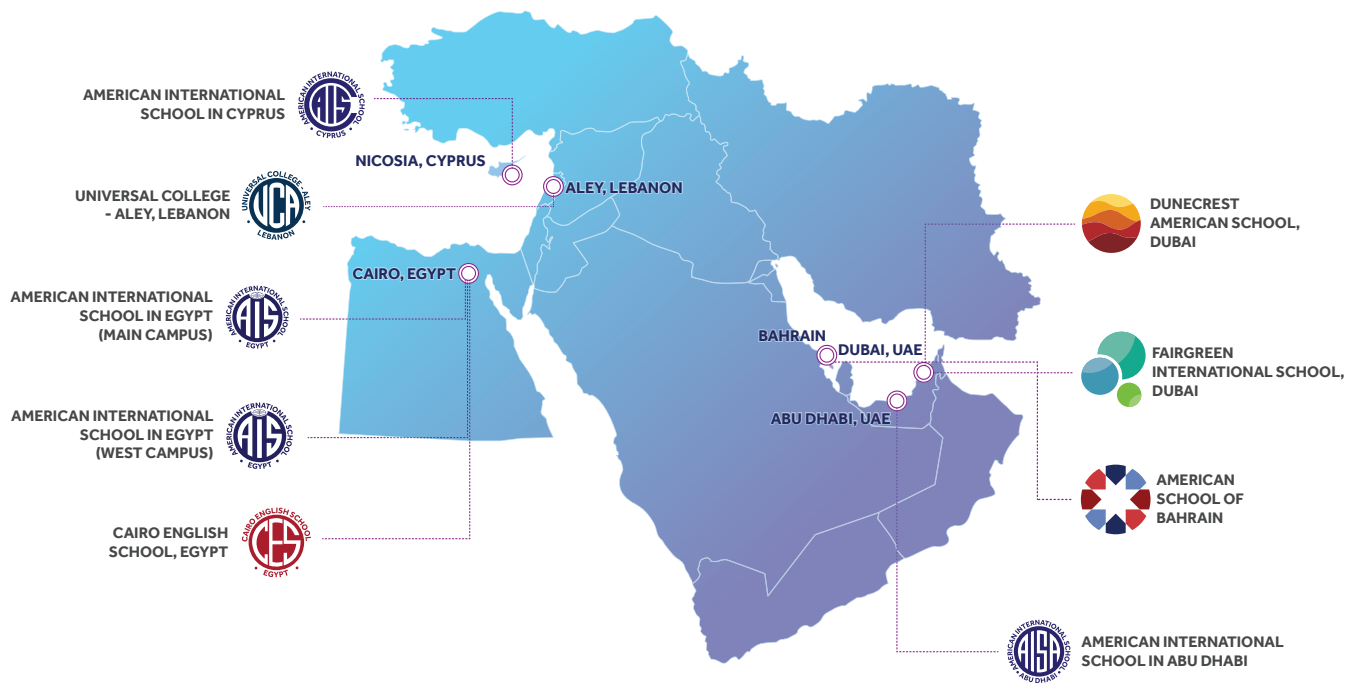 AMERICAN INTERNATIONAL
SCHOOL IN CYPRUS
AMERICAN INTERNATIONAL SCHOOL
AIS
• CYPRUS •
NICOSIA, CYPRUS
UNIVERSAL COLLEGE
- ALEY, LEBANON
UNIVERSAL COLLEGE - ALEY
UCA
• LEBANON •
ALEY, LEBANON
CAIRO, EGYPT
AMERICAN INTERNATIONAL
SCHOOL IN EGYPT
(MAIN CAMPUS)
AMERICAN INTERNATIONAL SCHOOL
AIS
• EGYPT •
AMERICAN INTERNATIONAL
SCHOOL IN EGYPT
(WEST CAMPUS)
AMERICAN INTERNATIONAL SCHOOL
AIS
• EGYPT •
CAIRO ENGLISH
SCHOOL, EGYPT
CAIRO ENGLISH SCHOOL
CES
• EGYPT •
BAHRAIN
DUBAI, UAE
ABU DHABI, UAE
DUNECREST
AMERICAN SCHOOL,
DUBAI
FAIRGREEN
INTERNATIONAL SCHOOL,
DUBAI
AMERICAN
SCHOOL OF
BAHRAIN
AMERICAN INTERNATIONAL SCHOOL
AISA
• ABU DHABI •
AMERICAN INTERNATIONAL
SCHOOL IN ABU DHABI